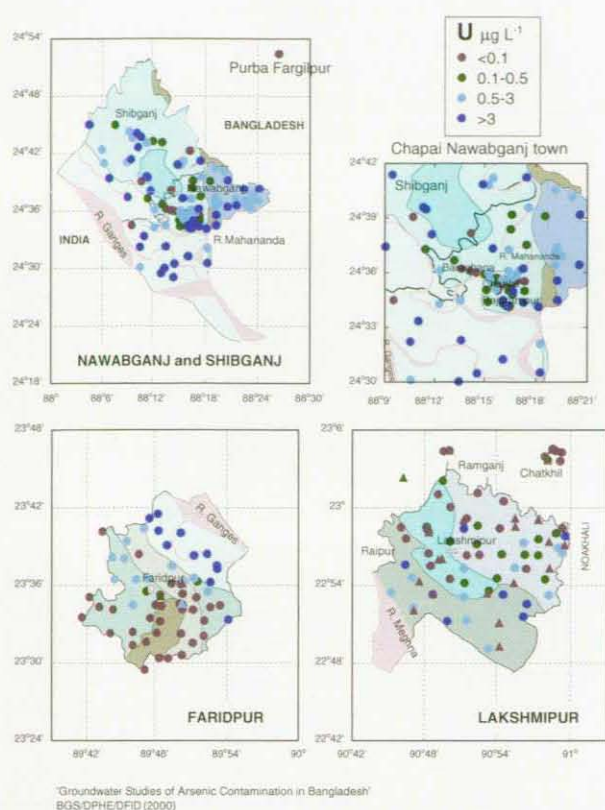 U µg L⁻¹
<0.1
0.1-0.5
0.5-3
>3
24°54'
24°48'
24°42'
24°36'
24°30'
24°24'
24°18'
Purba Fargilpur
Shibganj
BANGLADESH
Nawabganj
R. Ganges
INDIA
R.Mahananda
NAWABGANJ and SHIBGANJ
88°6'
88°12'
88°18'
88°24'
88°30'
Chapai Nawabganj town
24°42'
24°39'
24°36'
24°33'
24°30'
Shibganj
R. Mahananda
88°9'
88°12'
88°15'
88°18'
88°21'
23°48'
23°42'
23°36'
23°30'
23°24'
R. Ganges
Faridpur
FARIDPUR
89°42'
89°48'
89°54'
90°
23°6'
23°
22°54'
22°48'
22°42'
Ramganj
Chatkhil
Lakshmipur
Raipur
NOAKHALI
R. Meghna
LAKSHMIPUR
90°42'
90°48'
90°54'
91°
'Groundwater Studies of Arsenic Contamination in Bangladesh'
BGS/DPHE/DFID (2000)